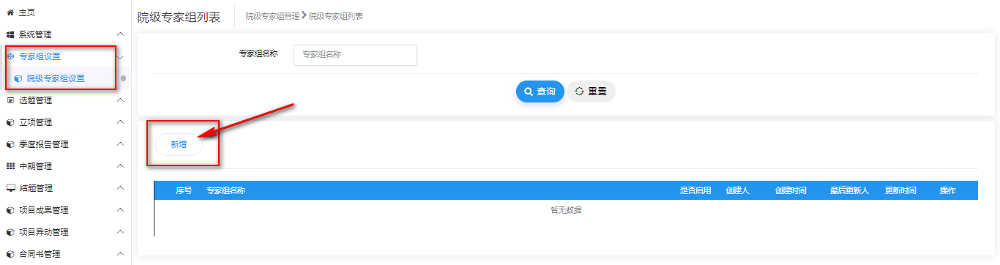 主页
系统管理
专家组设置
院级专家组设置
选题管理
立项管理
季度报告管理
中期管理
结题管理
项目成果管理
项目异动管理
合同书管理
院级专家组列表
院级专家组管理 院级专家组列表
专家组名称 专家组名称
查询 重置
新增
序号 专家组名称 是否启用 创建人 创建时间 最后更新人 更新时间 操作
暂无数据